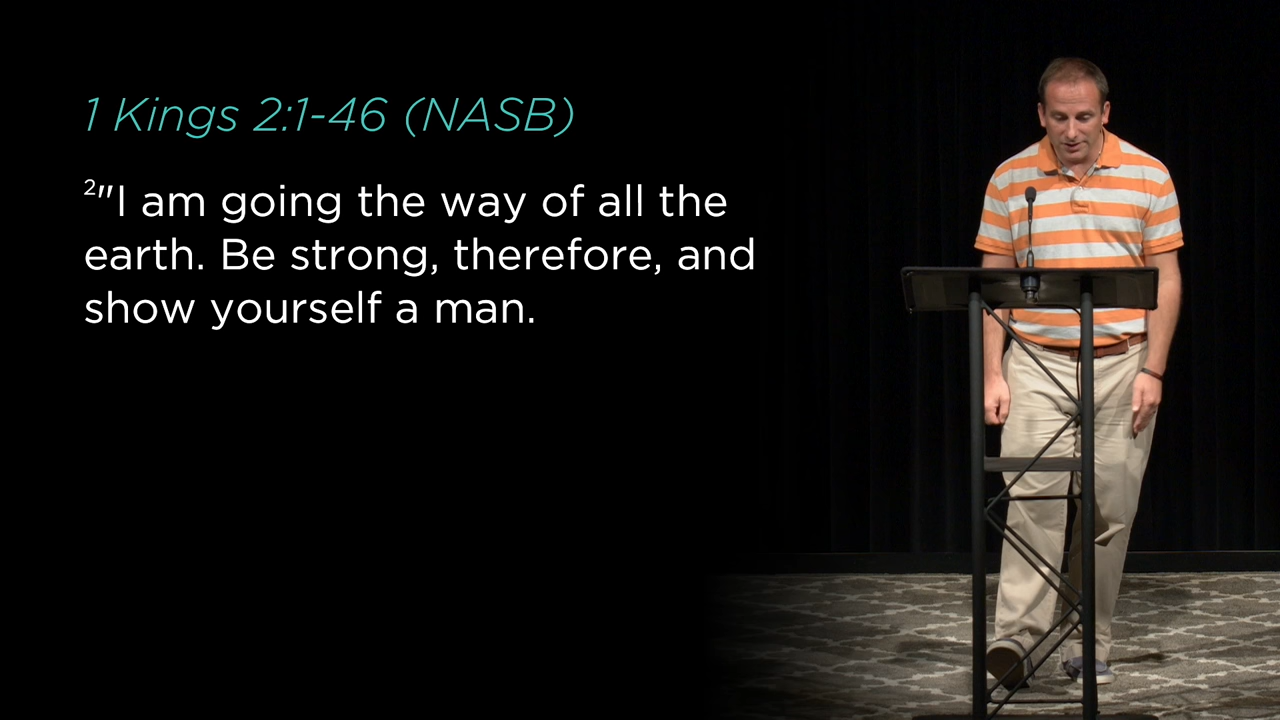 1 Kings 2:1-46 (NASB)
2"I am going the way of all the
earth. Be strong, therefore, and
show yourself a man.